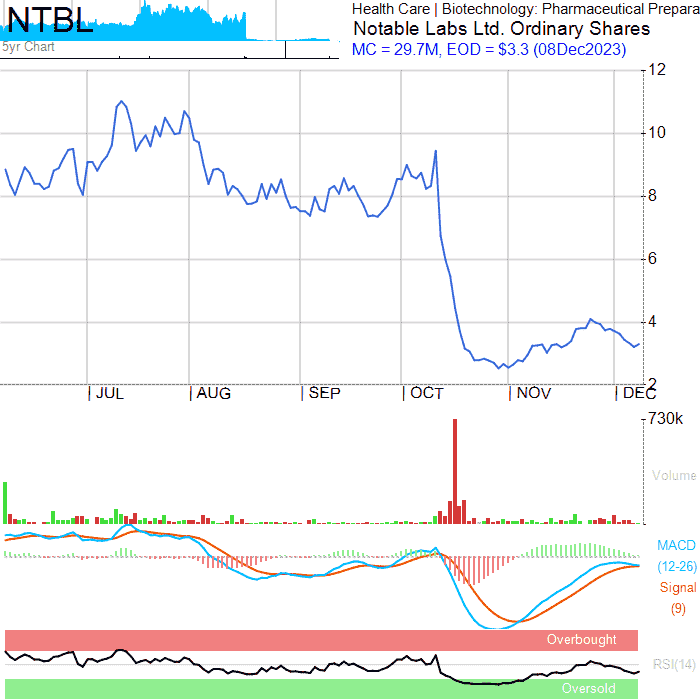 NTBL
5yr Chart
Health Care | Biotechnology: Pharmaceutical Prepara
Notable Labs Ltd. Ordinary Shares
MC = 29.7M, EOD = $3.3 (08Dec2023)
12
10
8
6
4
2
JUL AUG SEP OCT NOV DEC
730k
Volume
MACD
(12-26)
Signal
(9)
Overbought
RSI(14)
Oversold